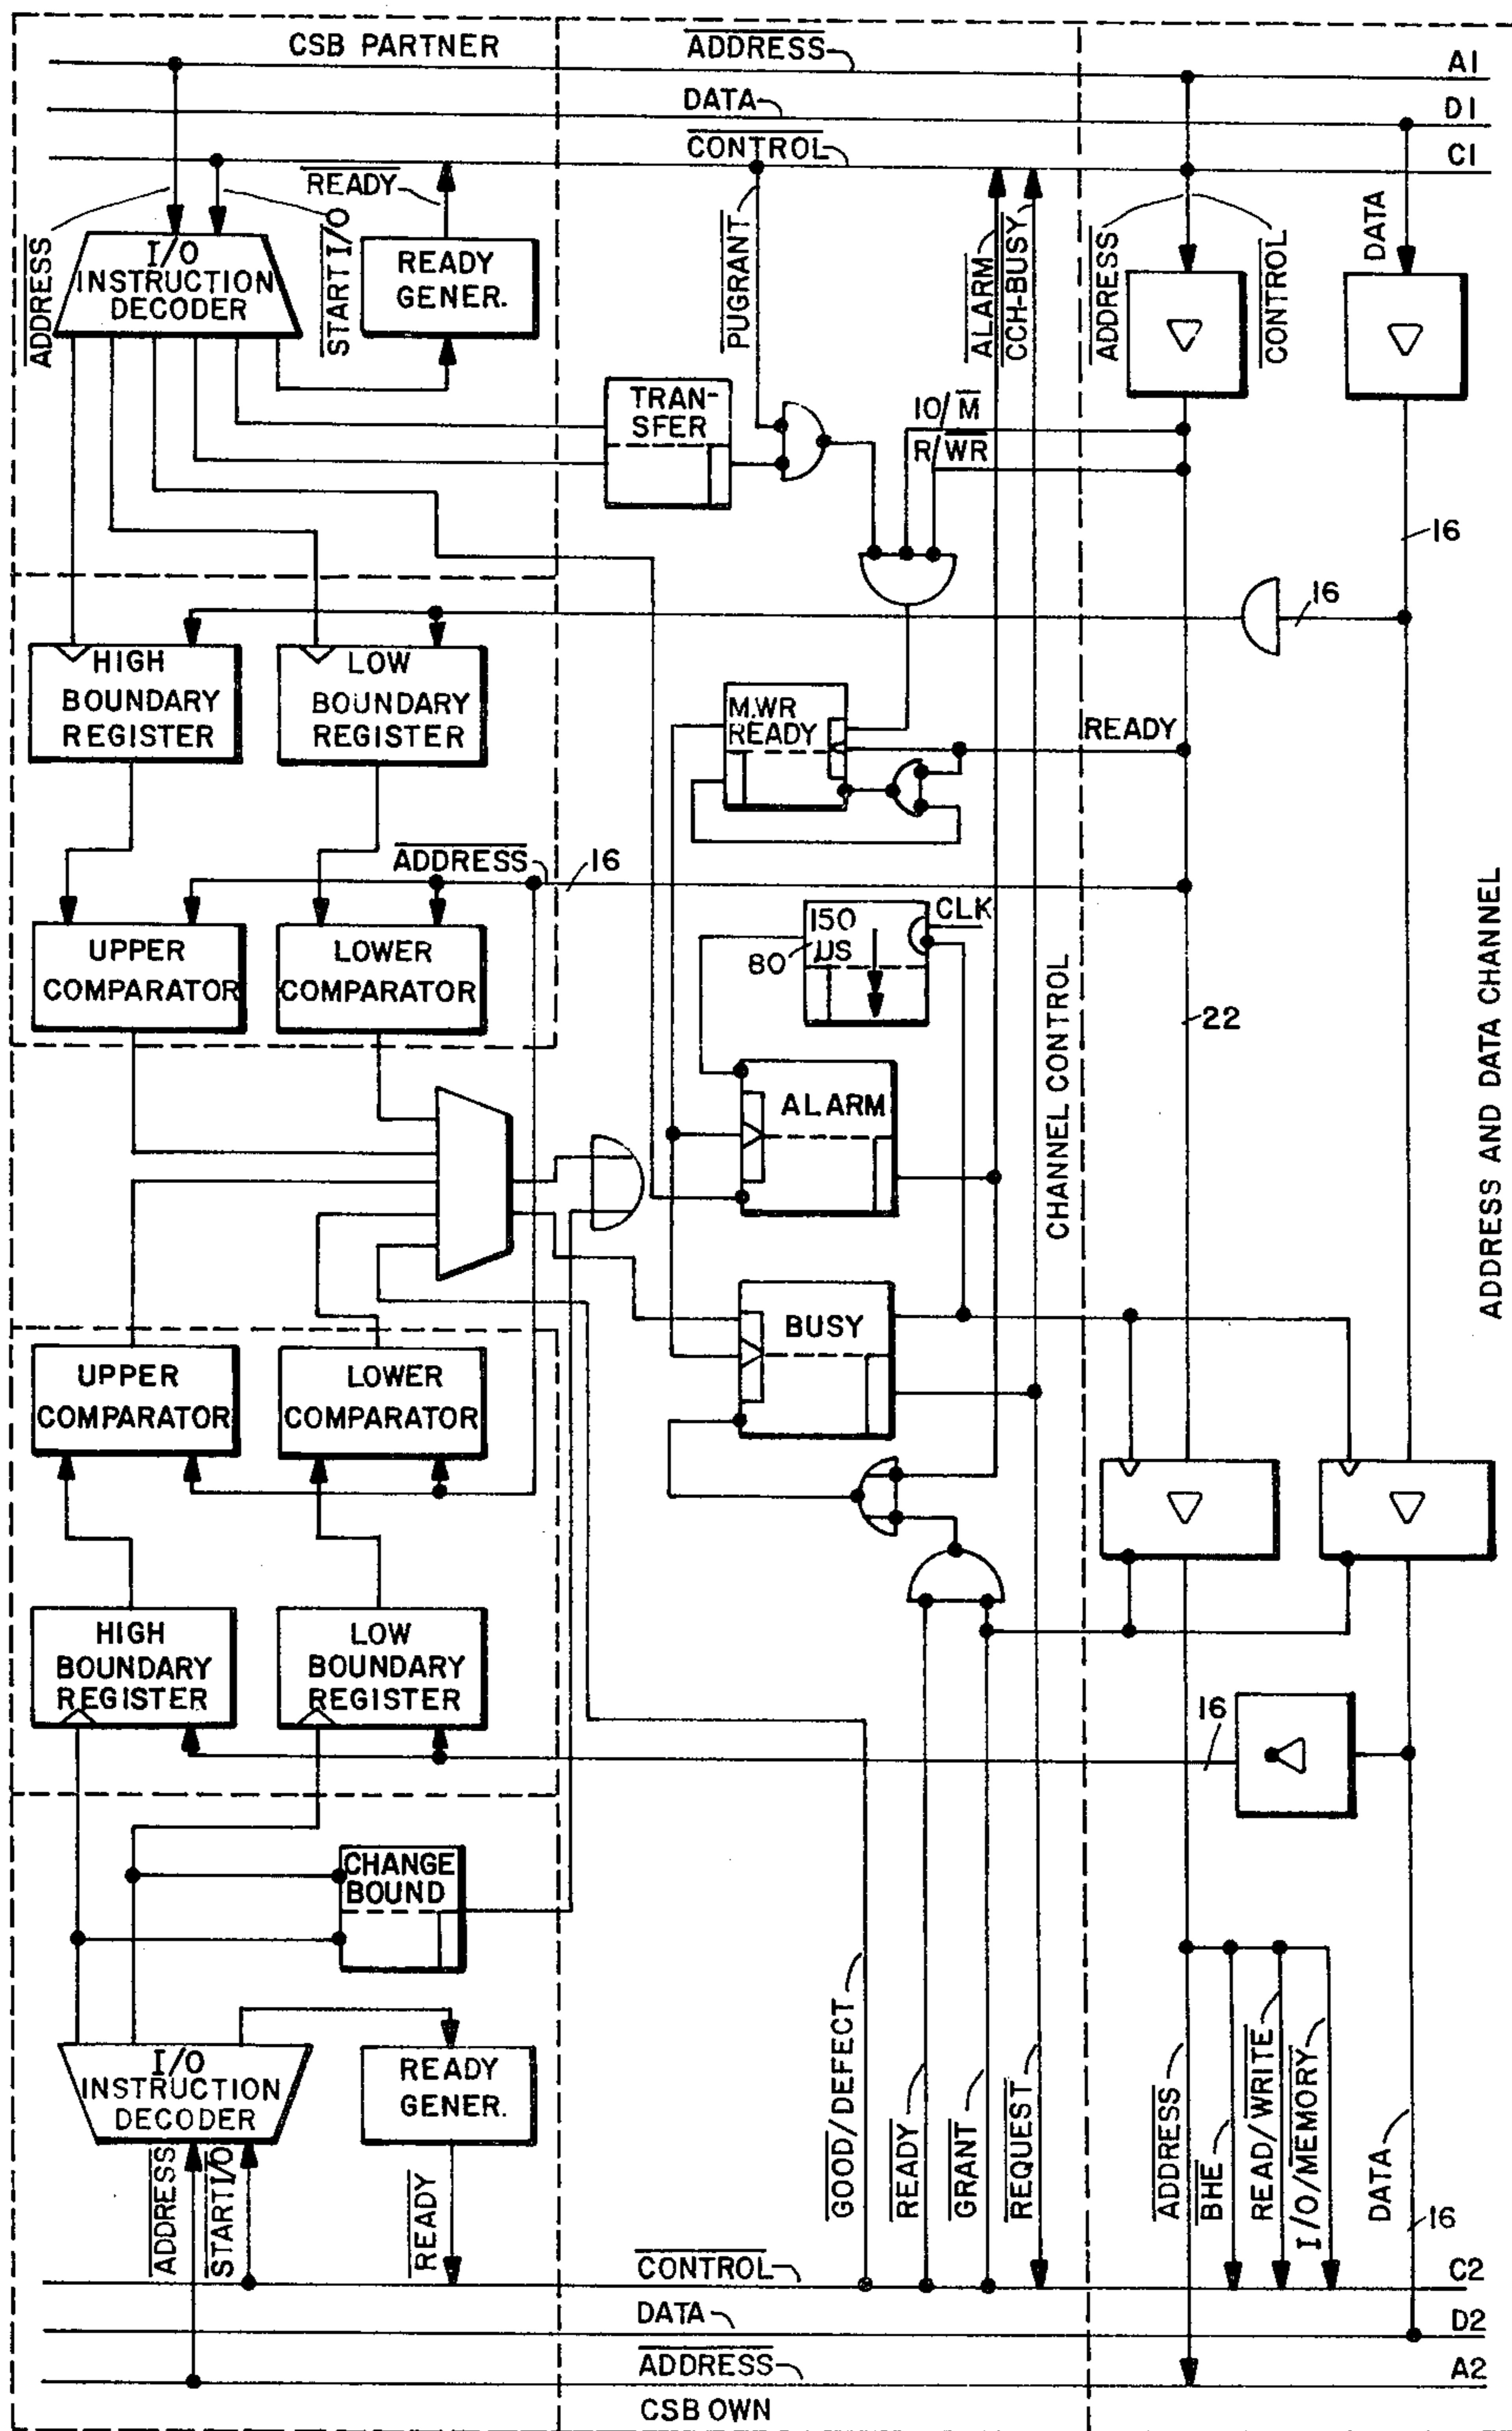 CSB PARTNER
ADDRESS
A1
DATA
D1
CONTROL
C1
READY
ADDRESS
START I/O
I/O
INSTRUCTION
DECODER
READY
GENER.
PUGRANT
ALARM
CCH-BUSY
ADDRESS
CONTROL
DATA
TRAN-
SFER
IO/M
R/WR
16
16
HIGH
BOUNDARY
REGISTER
LOW
BOUNDARY
REGISTER
M.WR
READY
READY
ADDRESS
16
UPPER
COMPARATOR
LOWER
COMPARATOR
150
µS
80
CLK
22
CHANNEL CONTROL
ADDRESS AND DATA CHANNEL
ALARM
BUSY
UPPER
COMPARATOR
LOWER
COMPARATOR
HIGH
BOUNDARY
REGISTER
LOW
BOUNDARY
REGISTER
16
CHANGE
BOUND
I/O
INSTRUCTION
DECODER
READY
GENER.
ADDRESS
START I/O
READY
GOOD/DEFECT
READY
GRANT
REQUEST
ADDRESS
BHE
READ/WRITE
I/O/MEMORY
DATA
16
CONTROL
C2
DATA
D2
ADDRESS
A2
CSB OWN